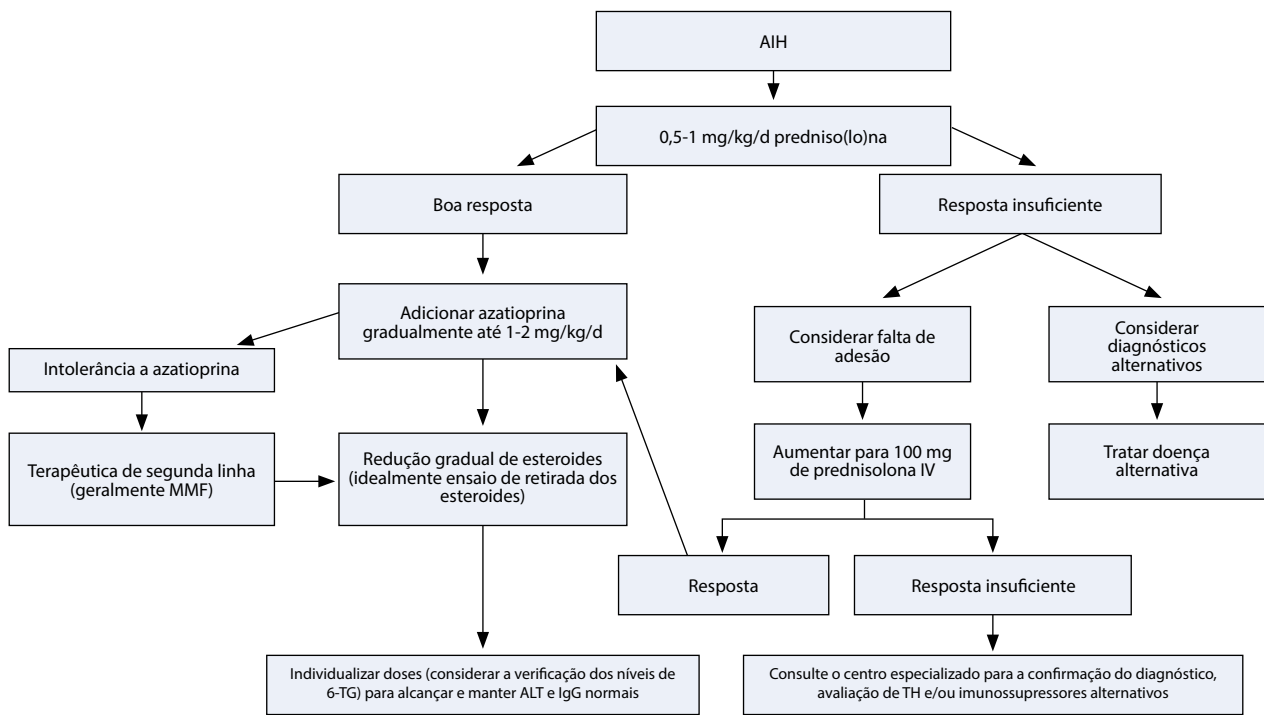 AIH
0,5-1 mg/kg/d predniso(lo)na
Boa resposta
Resposta insuficiente
Adicionar azatioprina
gradualmente até 1-2 mg/kg/d
Considerar falta de
adesão
Considerar
diagnósticos
alternativos
Intolerância a azatioprina
Terapêutica de segunda linha
(geralmente MMF)
Redução gradual de esteroides
(idealmente ensaio de retirada dos
esteroides)
Aumentar para 100 mg
de prednisolona IV
Tratar doença
alternativa
Resposta
Resposta insuficiente
Individualizar doses (considerar a verificação dos níveis de
6-TG) para alcançar e manter ALT e IgG normais
Consulte o centro especializado para a confirmação do diagnóstico,
avaliação de TH e/ou imunossupressores alternativos